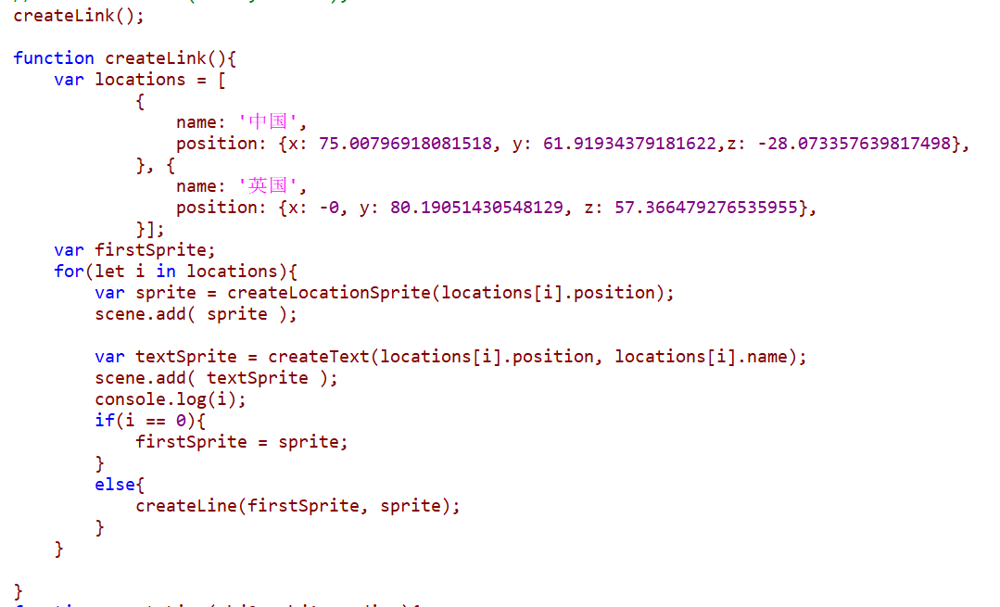 createLink();
function createLink(){
var locations = [
{
name: '中国',
position: {x: 75.00796918081518, y: 61.91934379181622,z: -28.073357639817498},
}, {
name: '英国',
position: {x: -0, y: 80.19051430548129, z: 57.366479276535955},
}];
var firstSprite;
for(let i in locations){
var sprite = createLocationSprite(locations[i].position);
scene.add( sprite );
var textSprite = createText(locations[i].position, locations[i].name);
scene.add( textSprite );
console.log(i);
if(i == 0){
firstSprite = sprite;
}
else{
createLine(firstSprite, sprite);
}
}
}